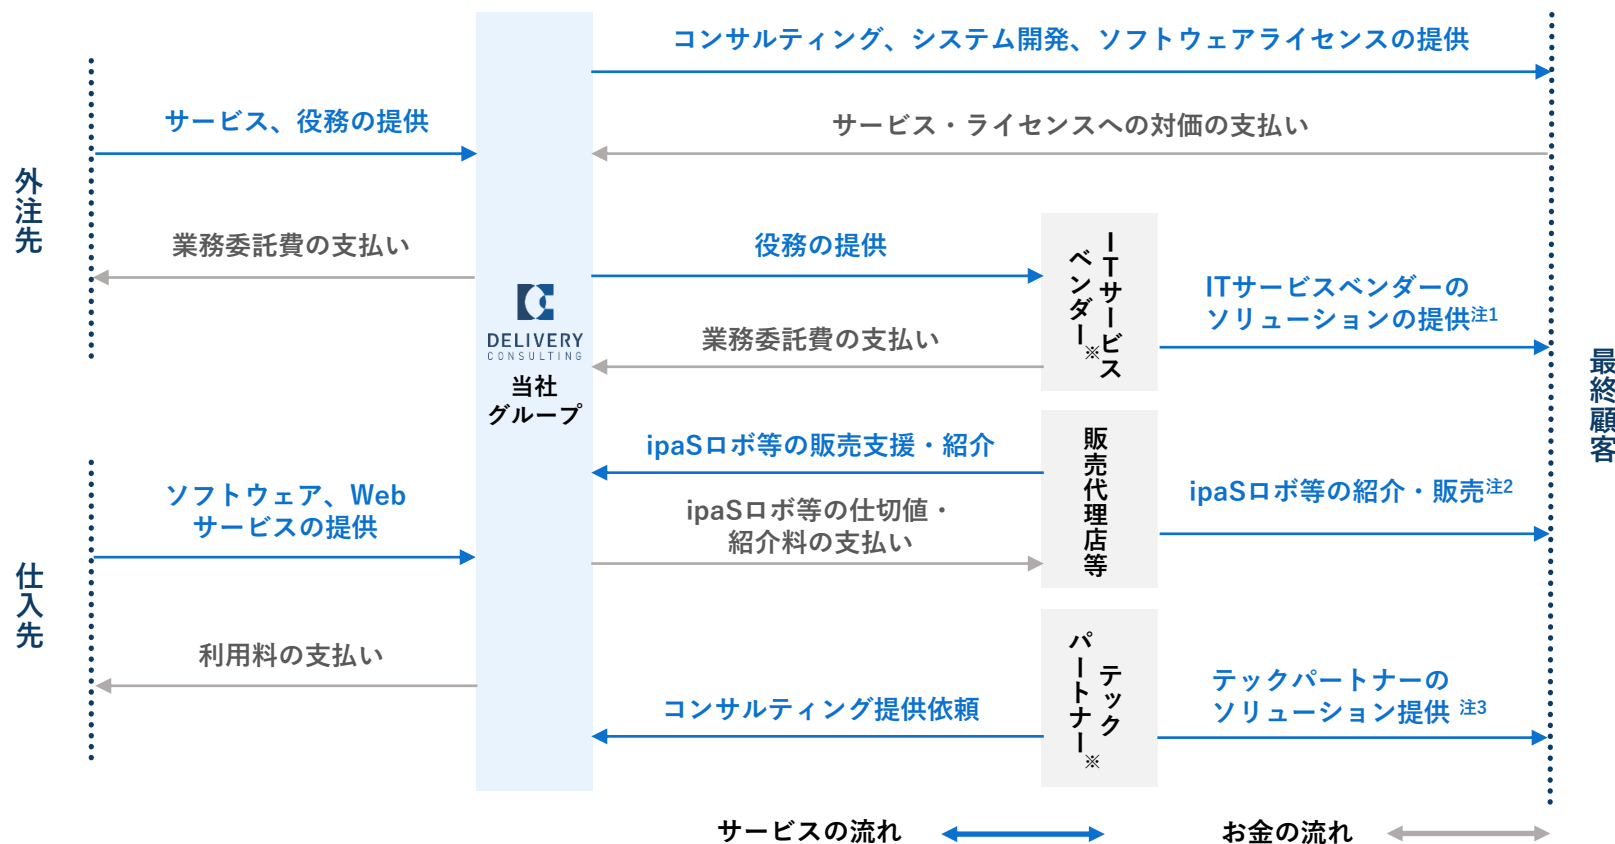 コンサルティング、システム開発、ソフトウェアライセンスの提供
サービス、役務の提供
サービス・ライセンスへの対価の支払い
外注先
業務委託費の支払い
役務の提供
ITサービス
ベンダー※
ITサービスベンダーの
ソリューションの提供注1
業務委託費の支払い
DELIVERY
CONSULTING
当社
グループ
最終顧客
ipaSロボ等の販売支援・紹介
販売代理店等
ソフトウェア、Web
サービスの提供
ipaSロボ等の仕切値・
紹介料の支払い
ipaSロボ等の紹介・販売注2
仕入先
利用料の支払い
コンサルティング提供依頼
テック
パートナー※
テックパートナーの
ソリューション提供 注3
サービスの流れ
お金の流れ